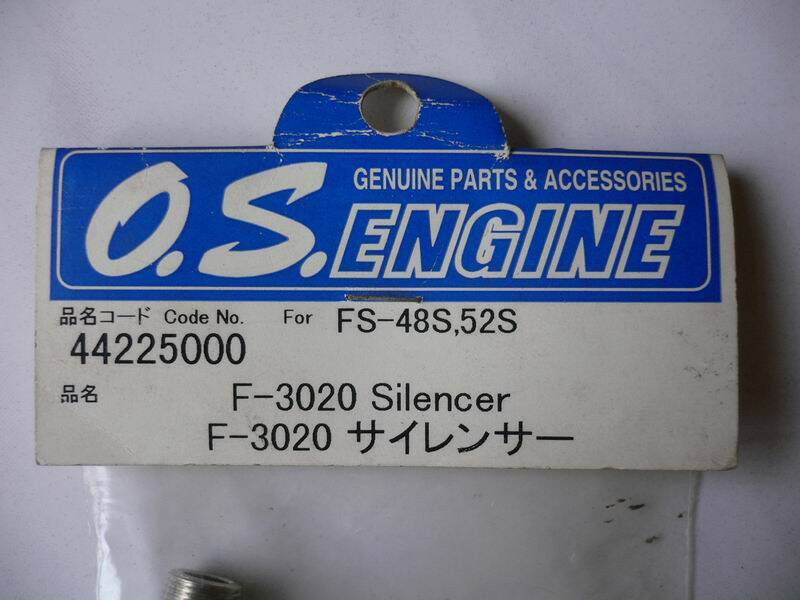 GENUINE PARTS & ACCESSORIES
O.S.ENGINE
品名コード Code No. For FS-48S,52S
44225000
品名 F-3020 Silencer
F-3020 サイレンサー